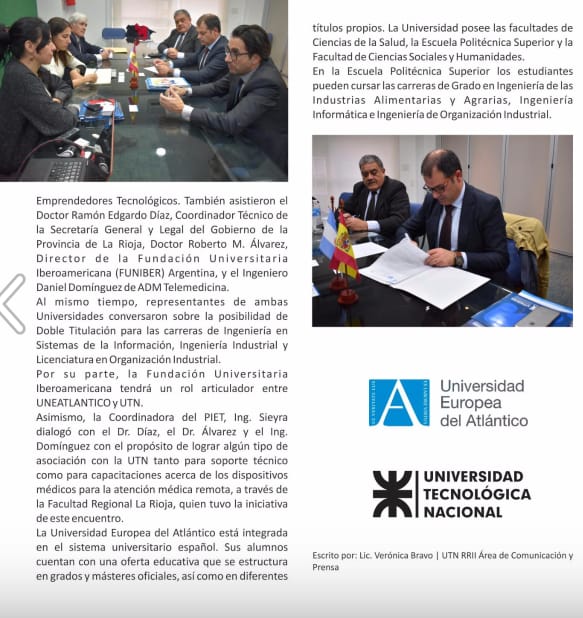 Emprendedores Tecnológicos. También asistieron el
Doctor Ramón Edgardo Díaz, Coordinador Técnico de
la Secretaría General y Legal del Gobierno de la
Provincia de La Rioja, Doctor Roberto M. Álvarez,
Director de la Fundación Universitaria
Iberoamericana (FUNIBER) Argentina, y el Ingeniero
Daniel Domínguez de ADM Telemedicina.
Al mismo tiempo, representantes de ambas
Universidades conversaron sobre la posibilidad de
Doble Titulación para las carreras de Ingeniería en
Sistemas de la Información, Ingeniería Industrial y
Licenciatura en Organización Industrial.
Por su parte, la Fundación Universitaria
Iberoamericana tendrá un rol articulador entre
UNEATLANTICO y UTN.
Asimismo, la Coordinadora del PIET, Ing. Sieyra
dialogó con el Dr. Díaz, el Dr. Álvarez y el Ing.
Domínguez con el propósito de lograr algún tipo de
asociación con la UTN tanto para soporte técnico
como para capacitaciones acerca de los dispositivos
médicos para la atención médica remota, a través de
la Facultad Regional La Rioja, quien tuvo la iniciativa
de este encuentro.
La Universidad Europea del Atlántico está integrada
en el sistema universitario español. Sus alumnos
cuentan con una oferta educativa que se estructura
en grados y másteres oficiales, así como en diferentes
títulos propios. La Universidad posee las facultades de
Ciencias de la Salud, la Escuela Politécnica Superior y la
Facultad de Ciencias Sociales y Humanidades.
En la Escuela Politécnica Superior los estudiantes
pueden cursar las carreras de Grado en Ingeniería de las
Industrias Alimentarias y Agrarias, Ingeniería
Informática e Ingeniería de Organización Industrial.
A
Universidad
Europea
del Atlántico
UNIVERSIDAD
TECNOLÓGICA
NACIONAL
Escrito por: Lic. Verónica Bravo | UTN RRII Área de Comunicación y
Prensa